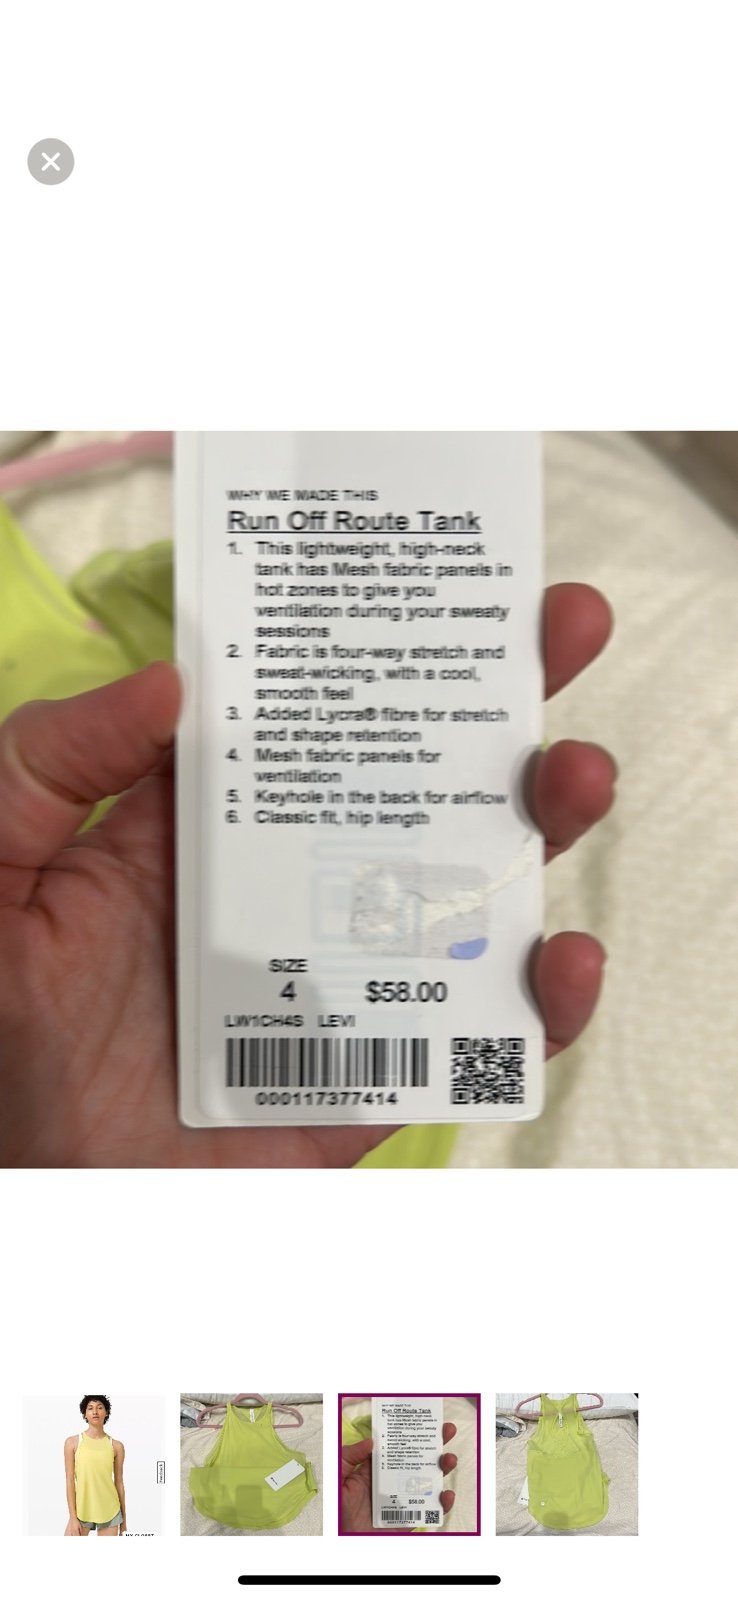 WHY WE MADE THIS
Run Off Route Tank
1. This lightweight, high-neck
tank has Mesh fabric panels in
hot zones to give you
ventilation during your sweaty
sessions
2. Fabric is four-way stretch and
sweat-wicking, with a cool,
smooth feel
3. Added Lycra® fibre for stretch
and shape retention
4. Mesh fabric panels for
ventilation
5. Keyhole in the back for airflow
6. Classic fit, hip length
SIZE
4 $58.00
LW1CH4S LEVI
000117377414